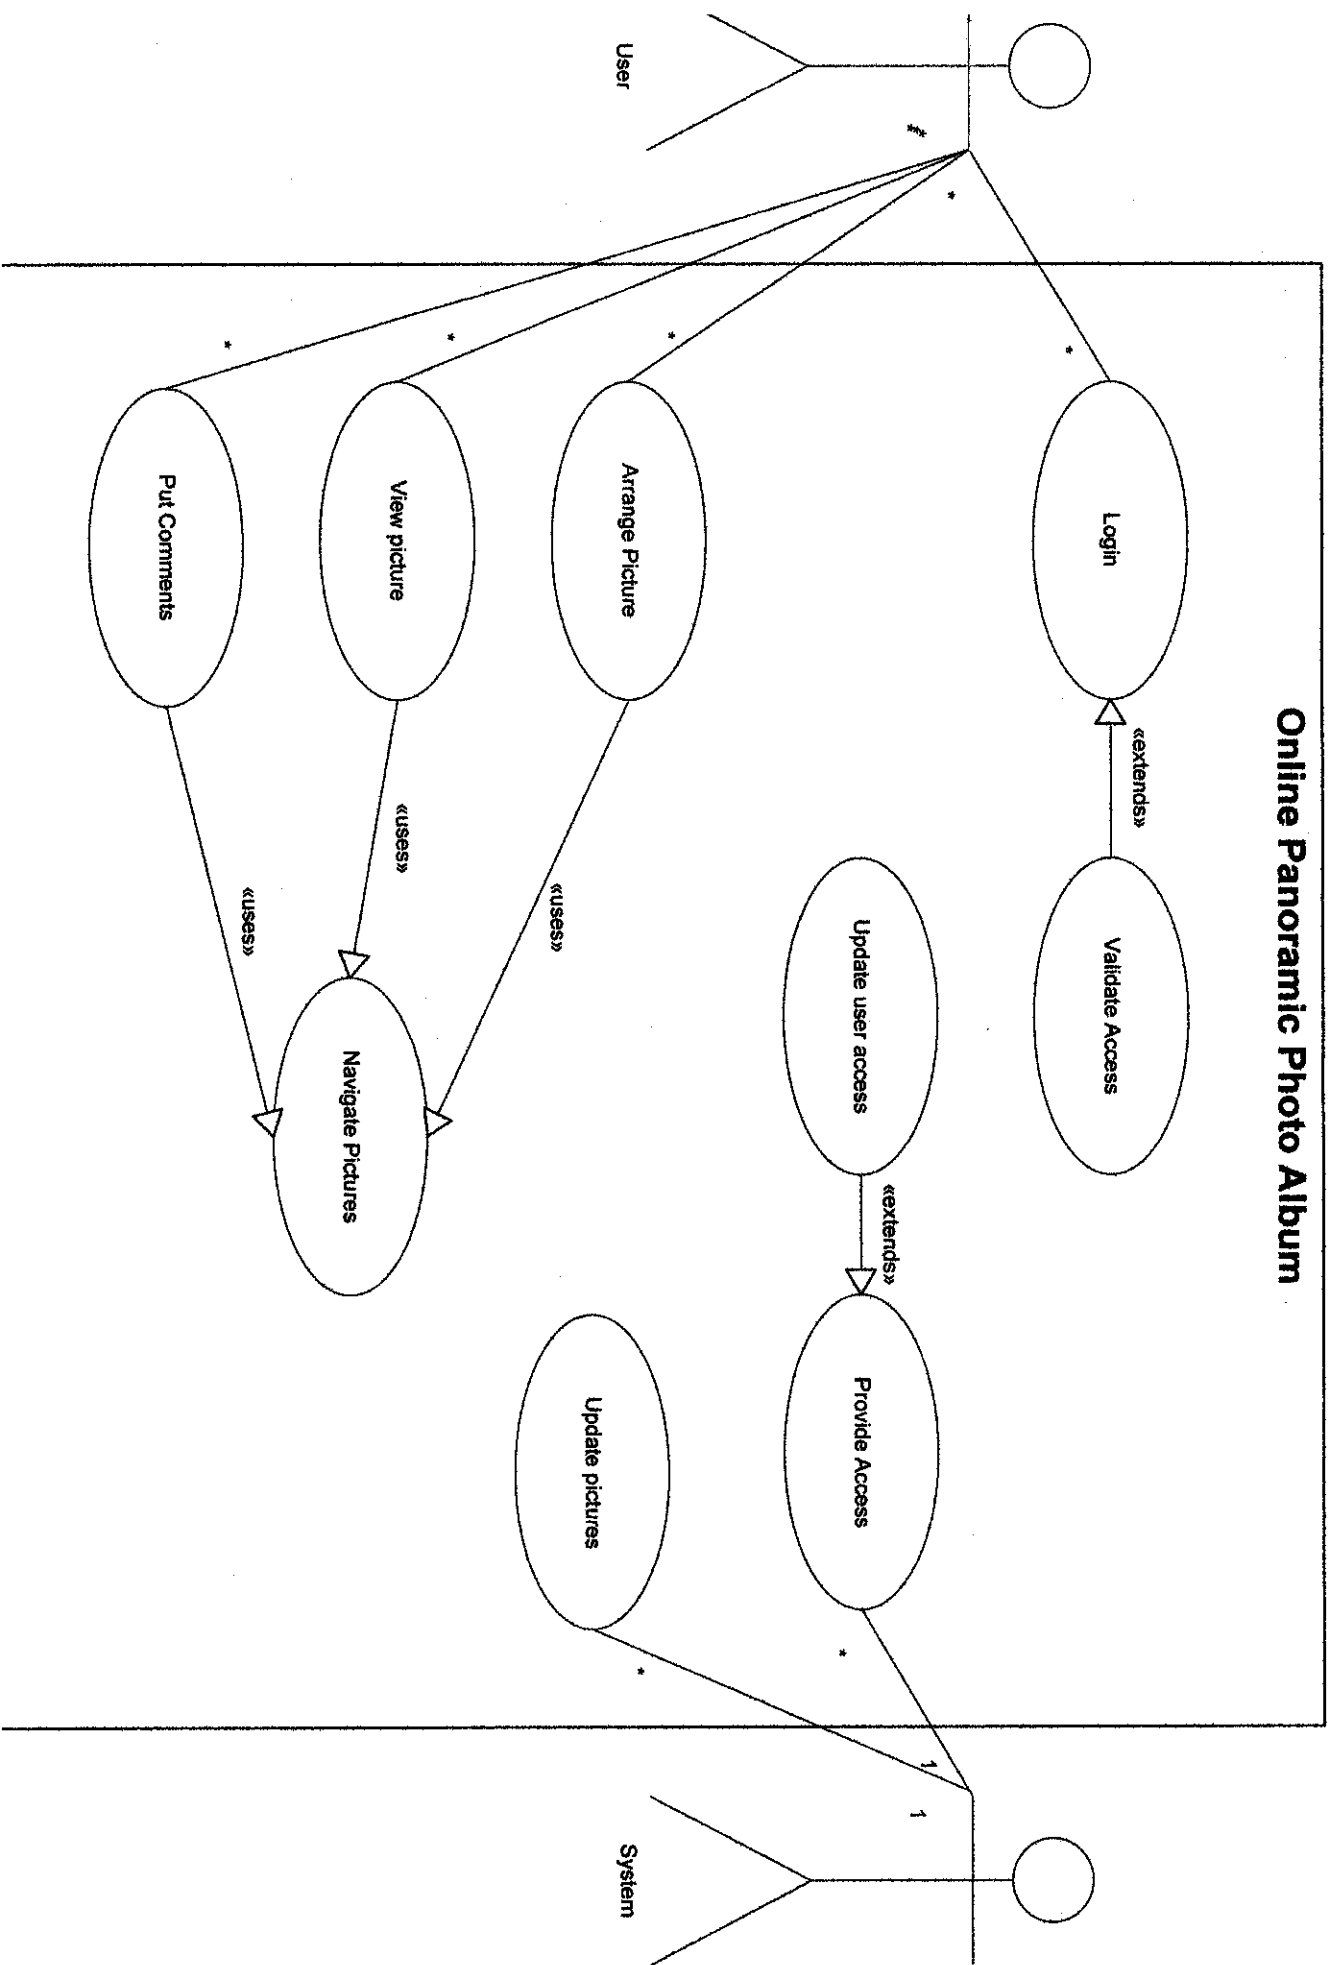 Online Panoramic Photo Album
Login
«extends»
Validate Access
*
*
User
Update user access
«extends»
Provide Access
*
1
1
System
Arrange Picture
*
«uses»
Update pictures
*
View picture
*
«uses»
Navigate Pictures
Put Comments
*
«uses»